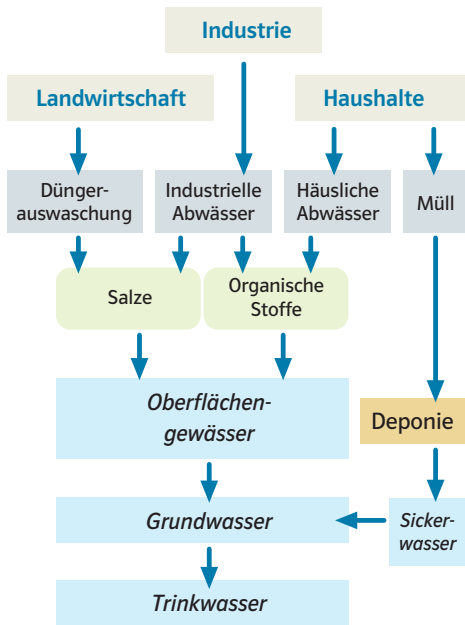 Industrie
Landwirtschaft
Haushalte
Dünger-
auswaschung
Industrielle
Abwässer
Häusliche
Abwässer
Müll
Salze
Organische
Stoffe
Oberflächen-
gewässer
Deponie
Grundwasser
Sicker-
wasser
Trinkwasser